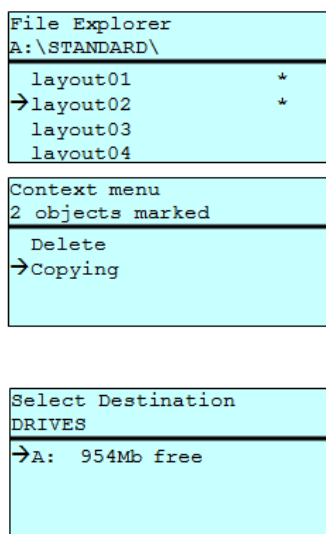 File Explorer
A:\STANDARD\
layout01 *
→layout02 *
layout03
layout04
Context menu
2 objects marked
Delete
→Copying
Select Destination
DRIVES
→A: 954Mb free